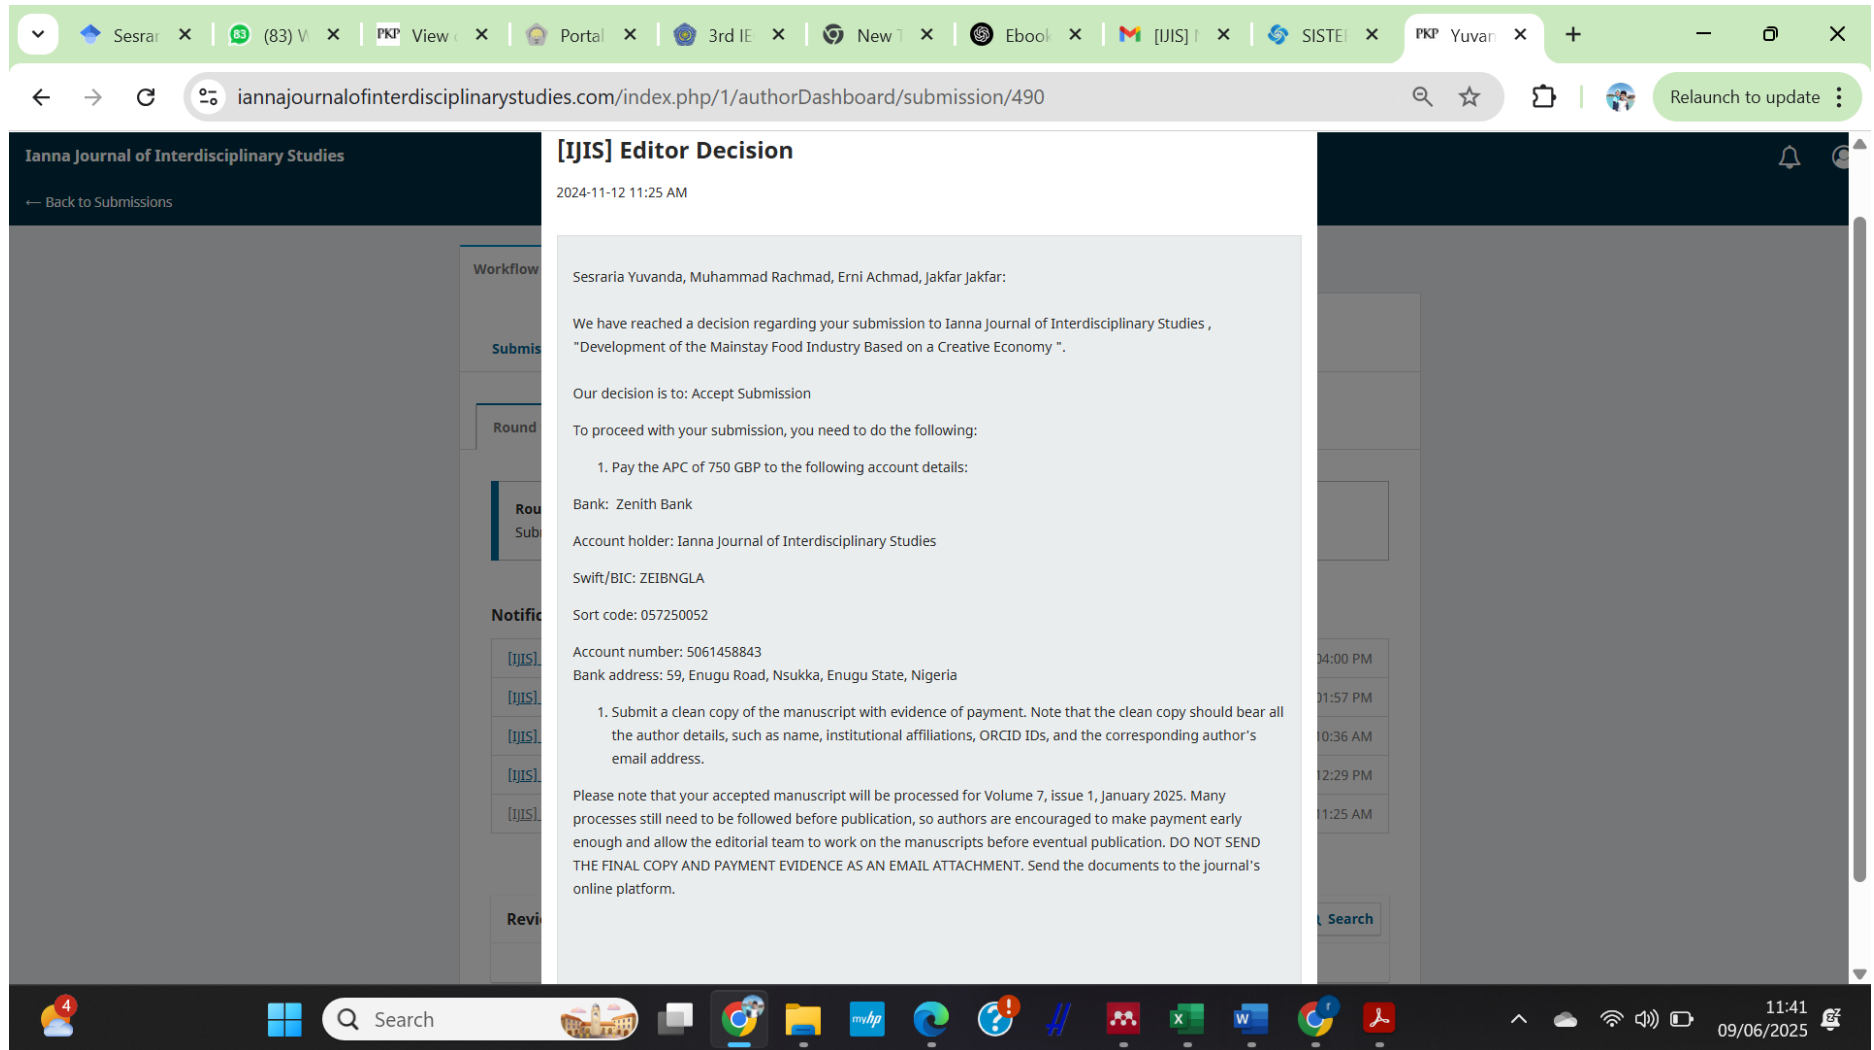 Sesrar
(83) W
PKP View
Portal
3rd IE
New T
Ebook
[IJIS]
SISTE
PKP Yuvan
iannajournalofinterdisciplinarystudies.com/index.php/1/authorDashboard/submission/490
Relaunch to update
Ianna Journal of Interdisciplinary Studies
← Back to Submissions
[IJIS] Editor Decision
2024-11-12 11:25 AM
Workflow
Submis
Round
Rou
Sub
Notific
[IJIS]
[IJIS]
[IJIS]
[IJIS]
[IJIS]
04:00 PM
01:57 PM
10:36 AM
12:29 PM
11:25 AM
Revi
Search
Sesraria Yuvanda, Muhammad Rachmad, Erni Achmad, Jakfar Jakfar:
We have reached a decision regarding your submission to Ianna Journal of Interdisciplinary Studies ,
"Development of the Mainstay Food Industry Based on a Creative Economy ".
Our decision is to: Accept Submission
To proceed with your submission, you need to do the following:
1. Pay the APC of 750 GBP to the following account details:
Bank: Zenith Bank
Account holder: Ianna Journal of Interdisciplinary Studies
Swift/BIC: ZEIBNGLA
Sort code: 057250052
Account number: 5061458843
Bank address: 59, Enugu Road, Nsukka, Enugu State, Nigeria
1. Submit a clean copy of the manuscript with evidence of payment. Note that the clean copy should bear all
the author details, such as name, institutional affiliations, ORCID IDs, and the corresponding author's
email address.
Please note that your accepted manuscript will be processed for Volume 7, issue 1, January 2025. Many
processes still need to be followed before publication, so authors are encouraged to make payment early
enough and allow the editorial team to work on the manuscripts before eventual publication. DO NOT SEND
THE FINAL COPY AND PAYMENT EVIDENCE AS AN EMAIL ATTACHMENT. Send the documents to the journal's
online platform.
4
Search
myhp
11:41
09/06/2025